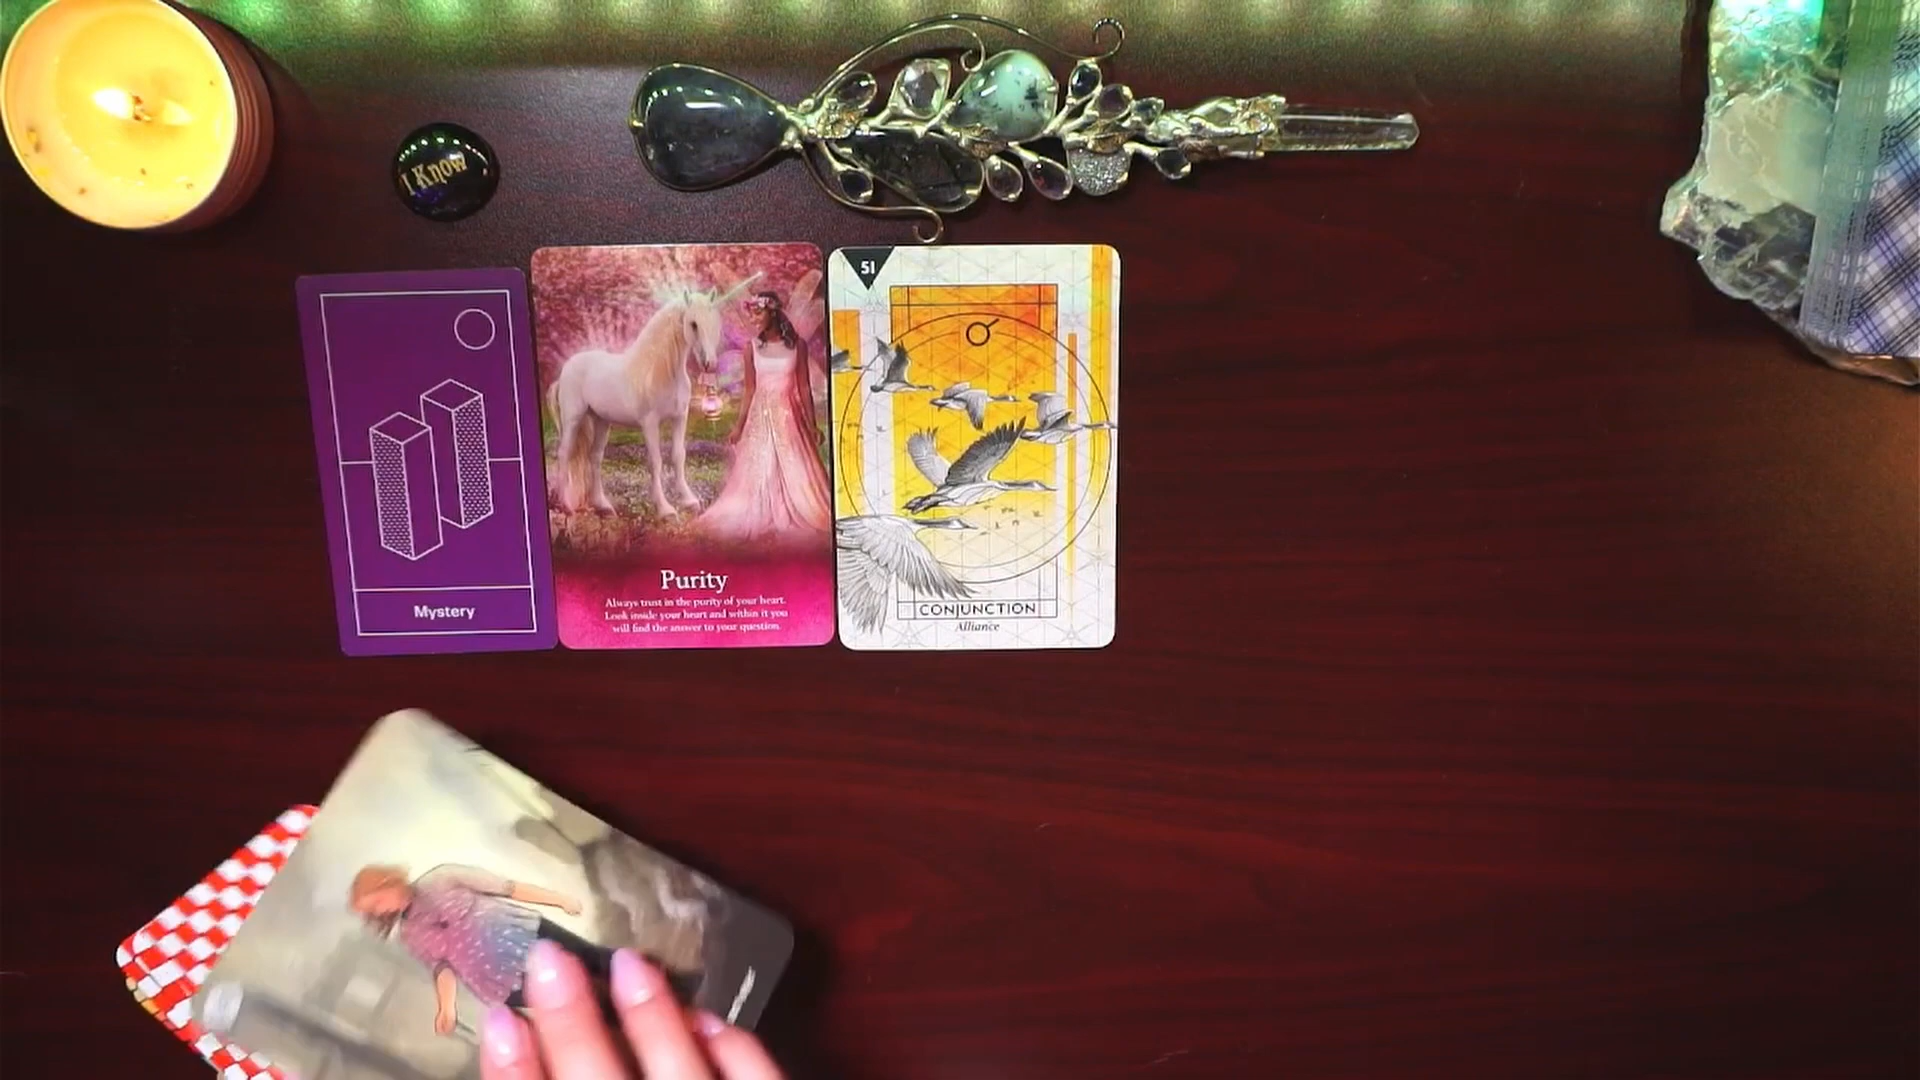 I Know
Mystery
Purity
Always trust in the purity of your heart.
Look inside your heart and within it you
will find the answer to your question.
51
CONJUNCTION
Alliance